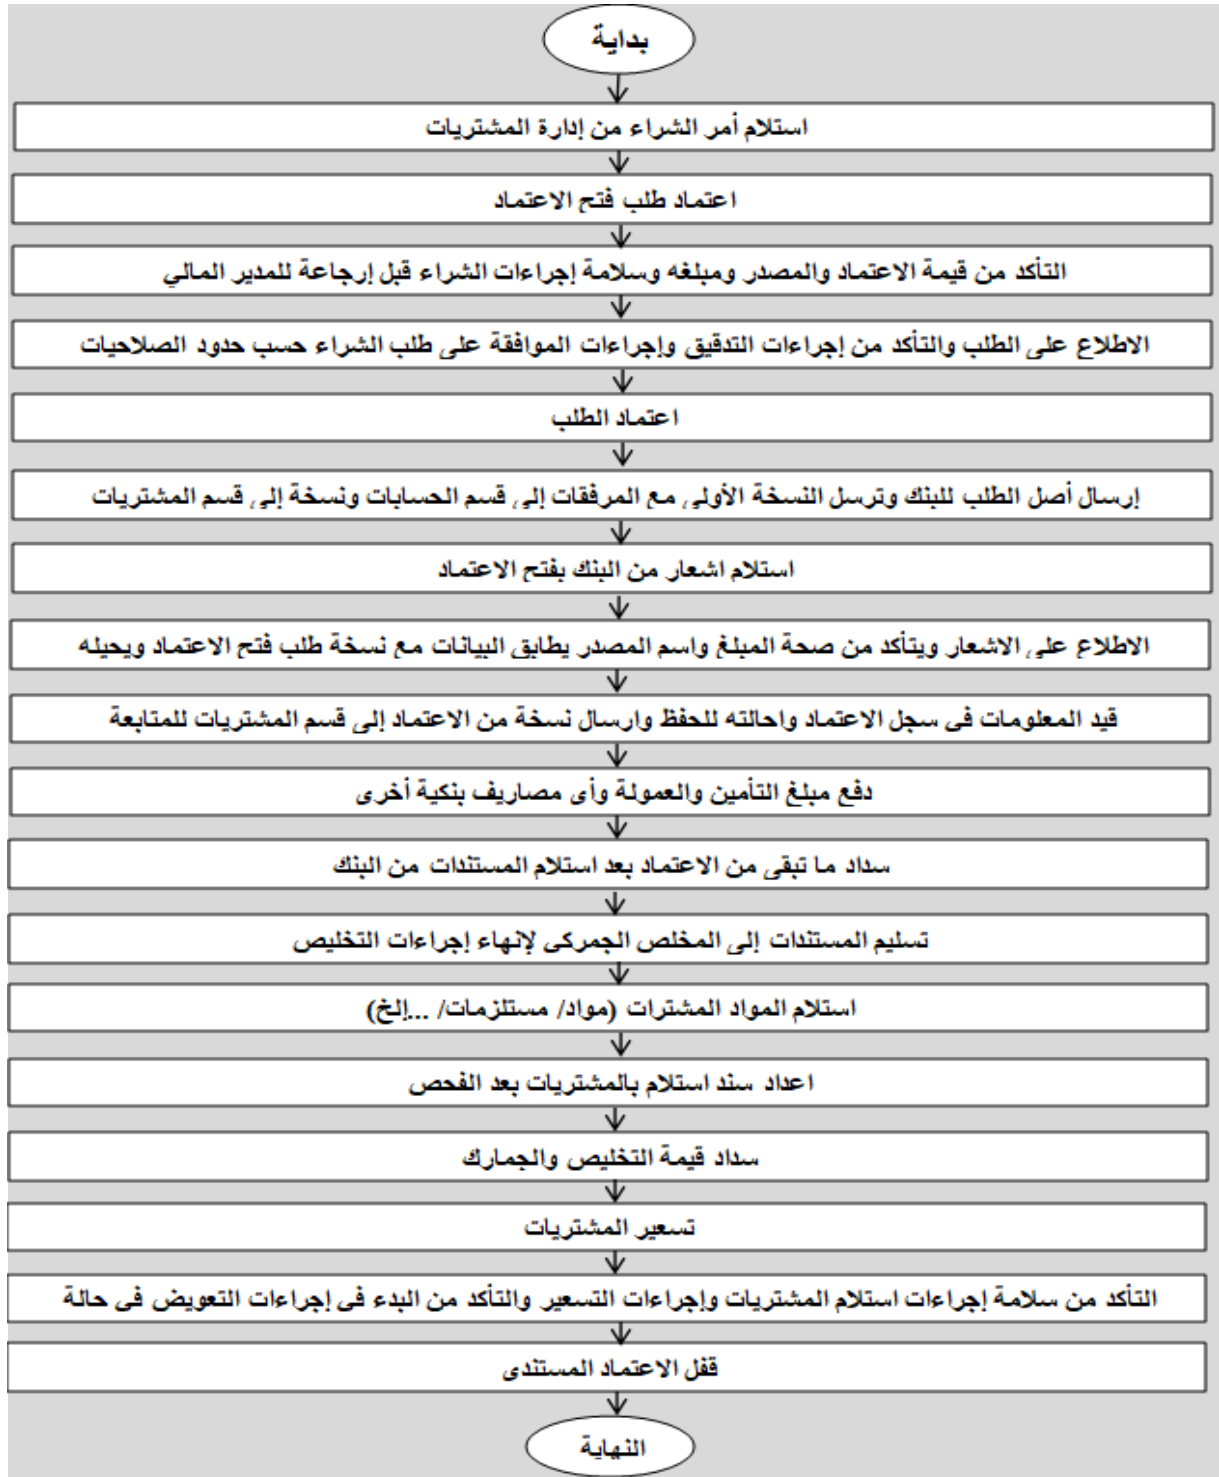 بداية
استلام أمر الشراء من إدارة المشتريات
اعتماد طلب فتح الاعتماد
التأكد من قيمة الاعتماد والمصدر ومبلغه وسلامة إجراءات الشراء قبل إرجاعة للمدير المالي
الاطلاع على الطلب والتأكد من إجراءات التدقيق وإجراءات الموافقة على طلب الشراء حسب حدود الصلاحيات
اعتماد الطلب
إرسال أصل الطلب للبنك وترسل النسخة الأولى مع المرفقات إلى قسم الحسابات ونسخة إلى قسم المشتريات
استلام اشعار من البنك بفتح الاعتماد
الاطلاع على الاشعار ويتأكد من صحة المبلغ واسم المصدر يطابق البيانات مع نسخة طلب فتح الاعتماد ويحيله
قيد المعلومات فى سجل الاعتماد واحالته للحفظ وارسال نسخة من الاعتماد إلى قسم المشتريات للمتابعة
دفع مبلغ التأمين والعمولة وأى مصاريف بنكية أخرى
سداد ما تبقى من الاعتماد بعد استلام المستندات من البنك
تسليم المستندات إلى المخلص الجمركى لإنهاء إجراءات التخليص
استلام المواد المشترات (مواد/ مستلزمات/ ...إلخ)
اعداد سند استلام بالمشتريات بعد الفحص
سداد قيمة التخليص والجمارك
تسعير المشتريات
التأكد من سلامة إجراءات استلام المشتريات وإجراءات التسعير والتأكد من البدء فى إجراءات التعويض فى حالة
قفل الاعتماد المستندى
النهاية